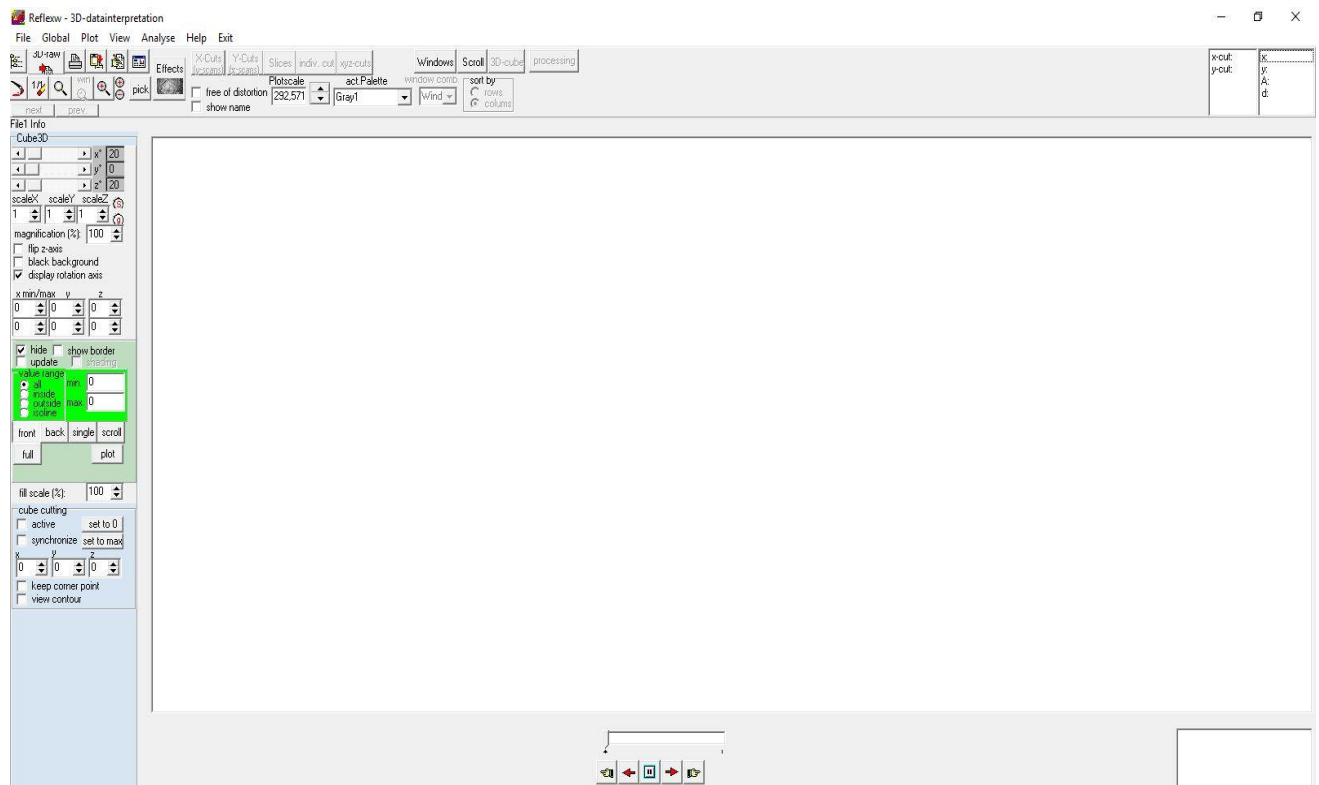 Reflexw - 3D-datainterpretation
File Global Plot View Analyse Help Exit
3D-raw
Effects
X-Cuts (y-scans) Y-Cuts (x-scans) Slices indiv. cut xyz-cuts Windows Scroll 3D-cube processing
x-cut: x:
y-cut: y:
A:
d:
1/1 win pick
free of distortion
show name
Plotscale
292,571
act.Palette
Gray1
window comb.
Wind
sort by
rows
colums
next prev.
File1 Info
Cube3D
x° 20
y° 0
z° 20
scaleX scaleY scaleZ
1 1 1
magnification (%): 100
flip z-axis
black background
display rotation axis
x min/max y z
0 0 0
0 0 0
hide show border
update shading
value range
all min. 0
inside
outside max. 0
isoline
front back single scroll
full plot
fill scale (%): 100
cube cutting
active set to 0
synchronize set to max
x y z
0 0 0
keep corner point
view contour